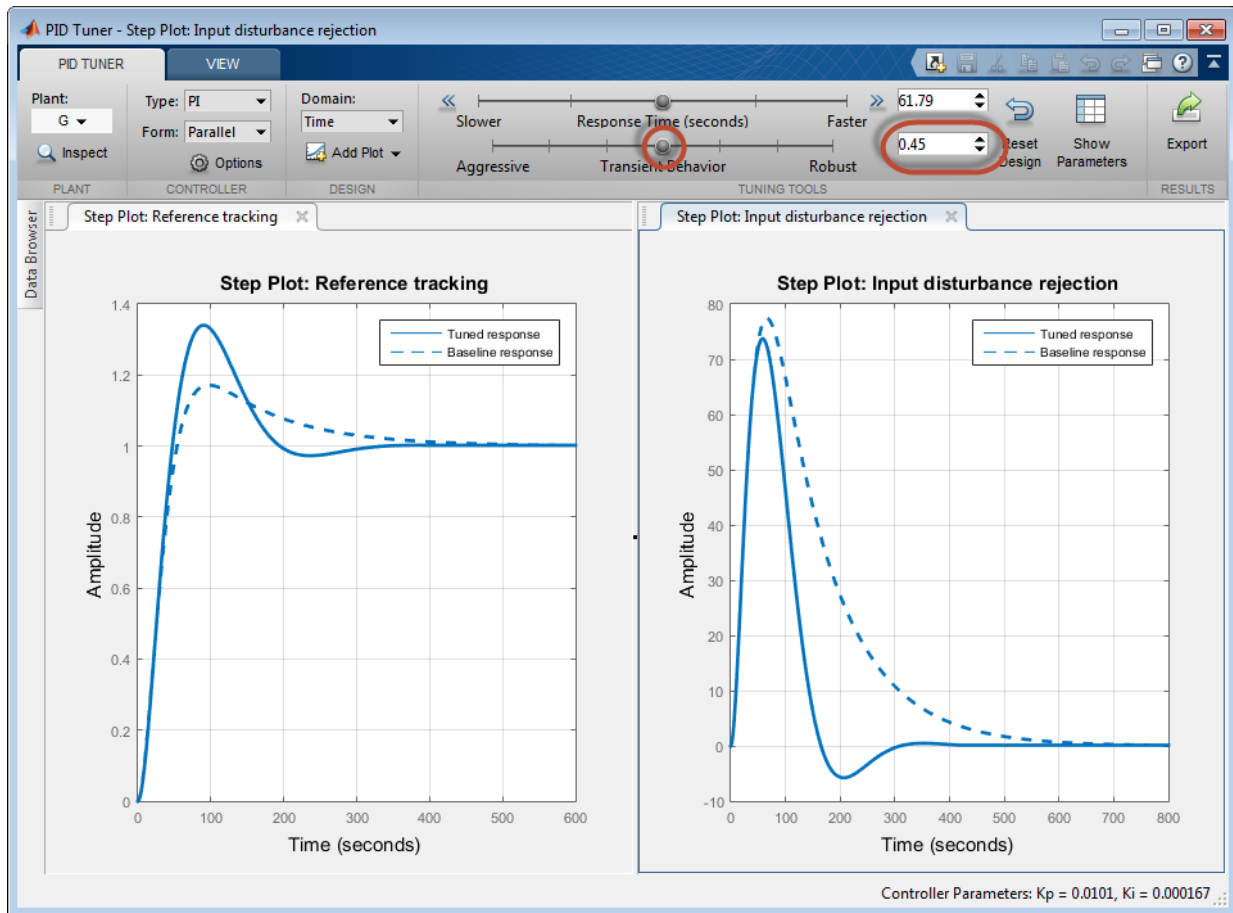 PID Tuner - Step Plot: Input disturbance rejection
PID TUNER VIEW
Plant:
G
Inspect
PLANT
Type: PI
Form: Parallel
Options
CONTROLLER
Domain:
Time
Add Plot
DESIGN
Slower Response Time (seconds) Faster 61.79
Aggressive Transient Behavior Robust 0.45
TUNING TOOLS
Reset
Design
Show
Parameters
Export
RESULTS
Data Browser
Step Plot: Reference tracking
Step Plot: Reference tracking
Tuned response
Baseline response
1.4
1.2
1
0.8
0.6
0.4
0.2
0
Amplitude
0 100 200 300 400 500 600
Time (seconds)
Step Plot: Input disturbance rejection
Step Plot: Input disturbance rejection
Tuned response
Baseline response
80
70
60
50
40
30
20
10
0
-10
Amplitude
0 100 200 300 400 500 600 700 800
Time (seconds)
Controller Parameters: Kp = 0.0101, Ki = 0.000167